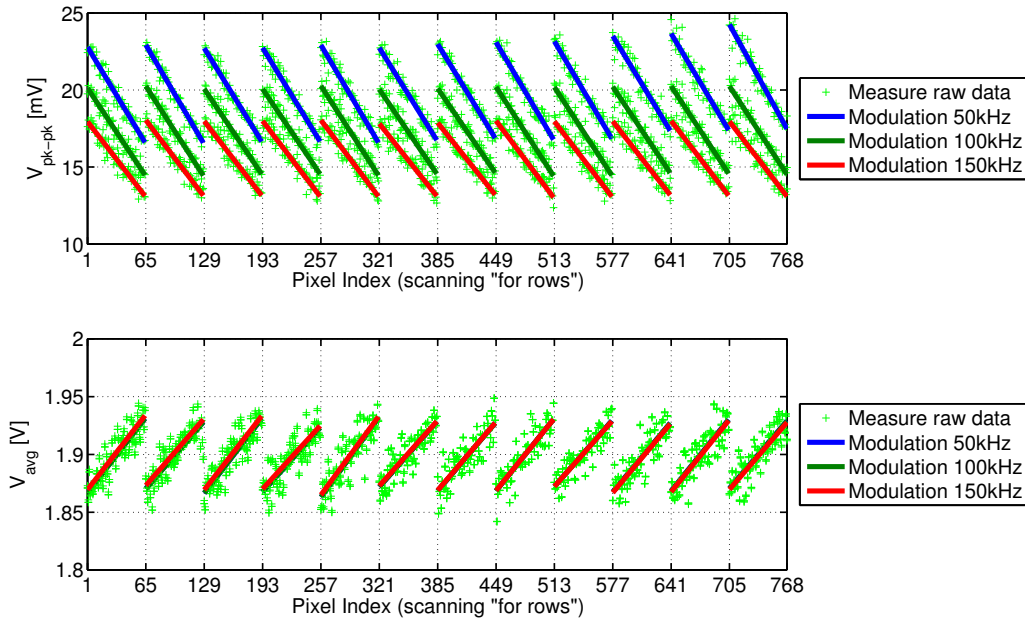 25
20
15
10
V_pk-pk [mV]
1 65 129 193 257 321 385 449 513 577 641 705 768
Pixel Index (scanning "for rows")
Measure raw data
Modulation 50kHz
Modulation 100kHz
Modulation 150kHz
2
1.95
1.9
1.85
1.8
V_avg [V]
1 65 129 193 257 321 385 449 513 577 641 705 768
Pixel Index (scanning "for rows")
Measure raw data
Modulation 50kHz
Modulation 100kHz
Modulation 150kHz